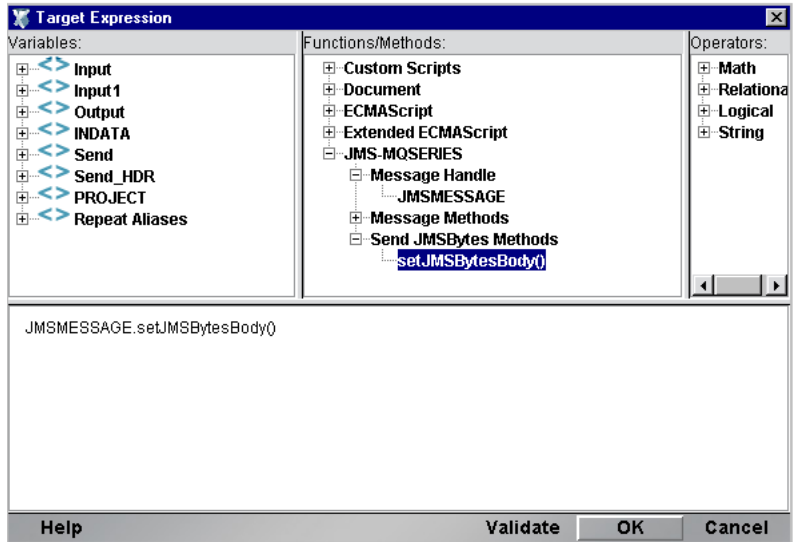 Target Expression
Variables:
Input
Input1
Output
INDATA
Send
Send_HDR
PROJECT
Repeat Aliases
Functions/Methods:
Custom Scripts
Document
ECMAScript
Extended ECMAScript
JMS-MQSERIES
Message Handle
JMSMESSAGE
Message Methods
Send JMSBytes Methods
setJMSBytesBody()
Operators:
Math
Relationa
Logical
String
JMSMESSAGE.setJMSBytesBody()
Help
Validate
OK
Cancel